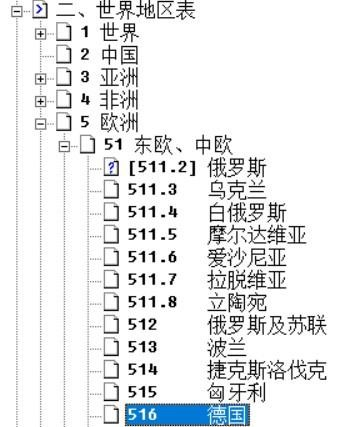 二、世界地区表
1 世界
2 中国
3 亚洲
4 非洲
5 欧洲
51 东欧、中欧
[511.2] 俄罗斯
511.3 乌克兰
511.4 白俄罗斯
511.5 摩尔达维亚
511.6 爱沙尼亚
511.7 拉脱维亚
511.8 立陶宛
512 俄罗斯及苏联
513 波兰
514 捷克斯洛伐克
515 匈牙利
516 德国